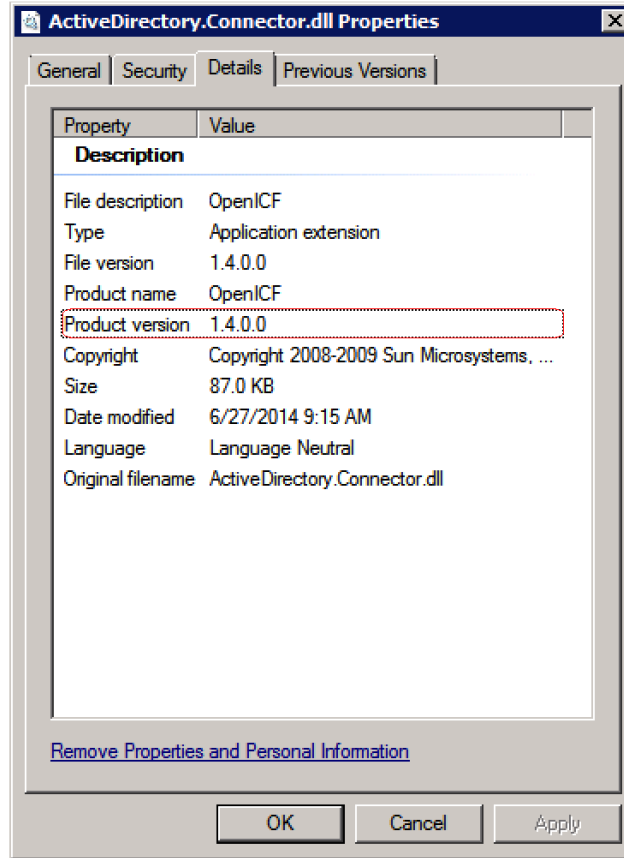 ActiveDirectory.Connector.dll Properties
General Security Details Previous Versions
Property Value
Description
File description OpenICF
Type Application extension
File version 1.4.0.0
Product name OpenICF
Product version 1.4.0.0
Copyright Copyright 2008-2009 Sun Microsystems, ...
Size 87.0 KB
Date modified 6/27/2014 9:15 AM
Language Language Neutral
Original filename ActiveDirectory.Connector.dll
Remove Properties and Personal Information
OK Cancel Apply